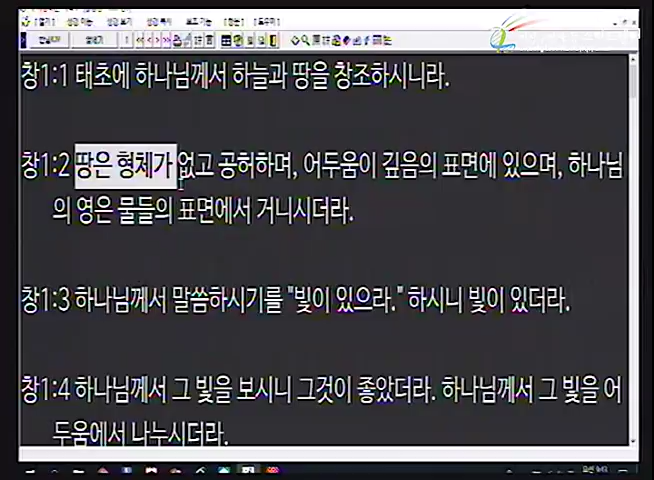 창1:1 태초에 하나님께서 하늘과 땅을 창조하시니라.
창1:2 땅은 형체가 없고 공허하며, 어두움이 깊음의 표면에 있으며, 하나님
의 영은 물들의 표면에서 거니시더라.
창1:3 하나님께서 말씀하시기를 "빛이 있으라." 하시니 빛이 있더라.
창1:4 하나님께서 그 빛을 보시니 그것이 좋았더라. 하나님께서 그 빛을 어
두움에서 나누시더라.